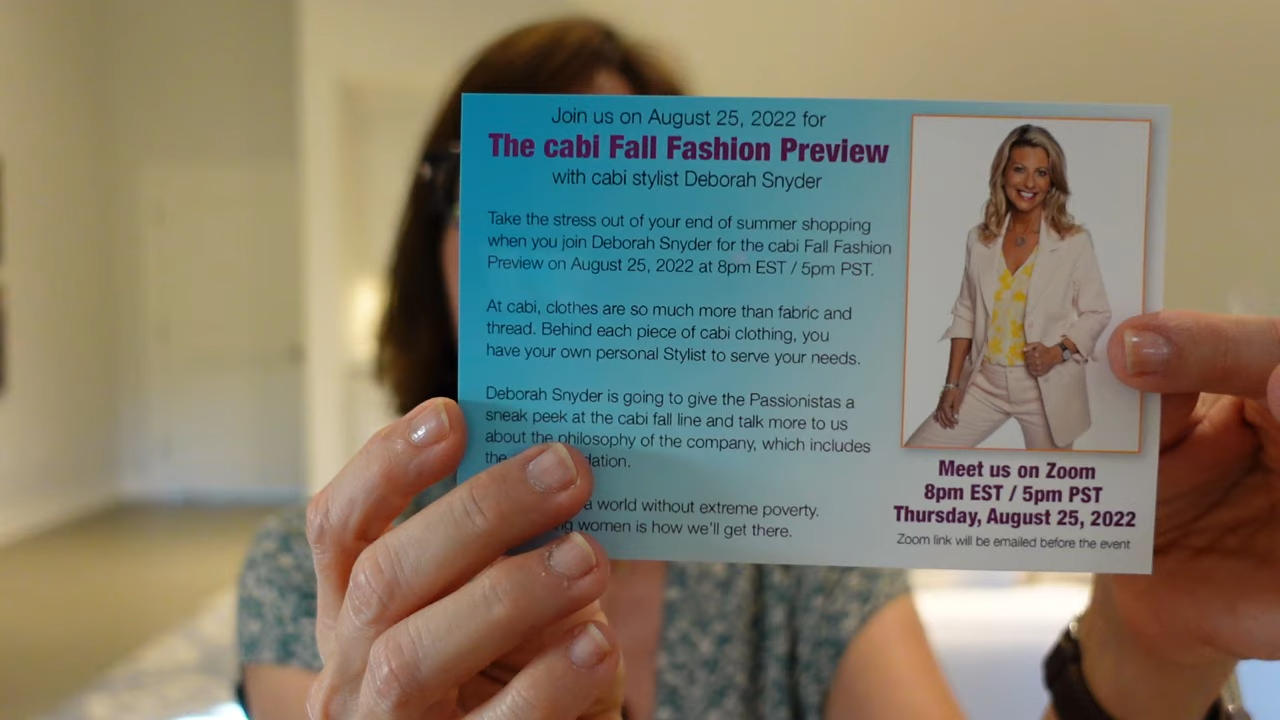 Join us on August 25, 2022 for
The cabi Fall Fashion Preview
with cabi stylist Deborah Snyder
Take the stress out of your end of summer shopping
when you join Deborah Snyder for the cabi Fall Fashion
Preview on August 25, 2022 at 8pm EST / 5pm PST.
At cabi, clothes are so much more than fabric and
thread. Behind each piece of cabi clothing, you
have your own personal Stylist to serve your needs.
Deborah Snyder is going to give the Passionistas a
sneak peek at the cabi fall line and talk more to us
about the philosophy of the company, which includes
the
a world without extreme poverty.
women is how we'll get there.
Meet us on Zoom
8pm EST / 5pm PST
Thursday, August 25, 2022
Zoom link will be emailed before the event